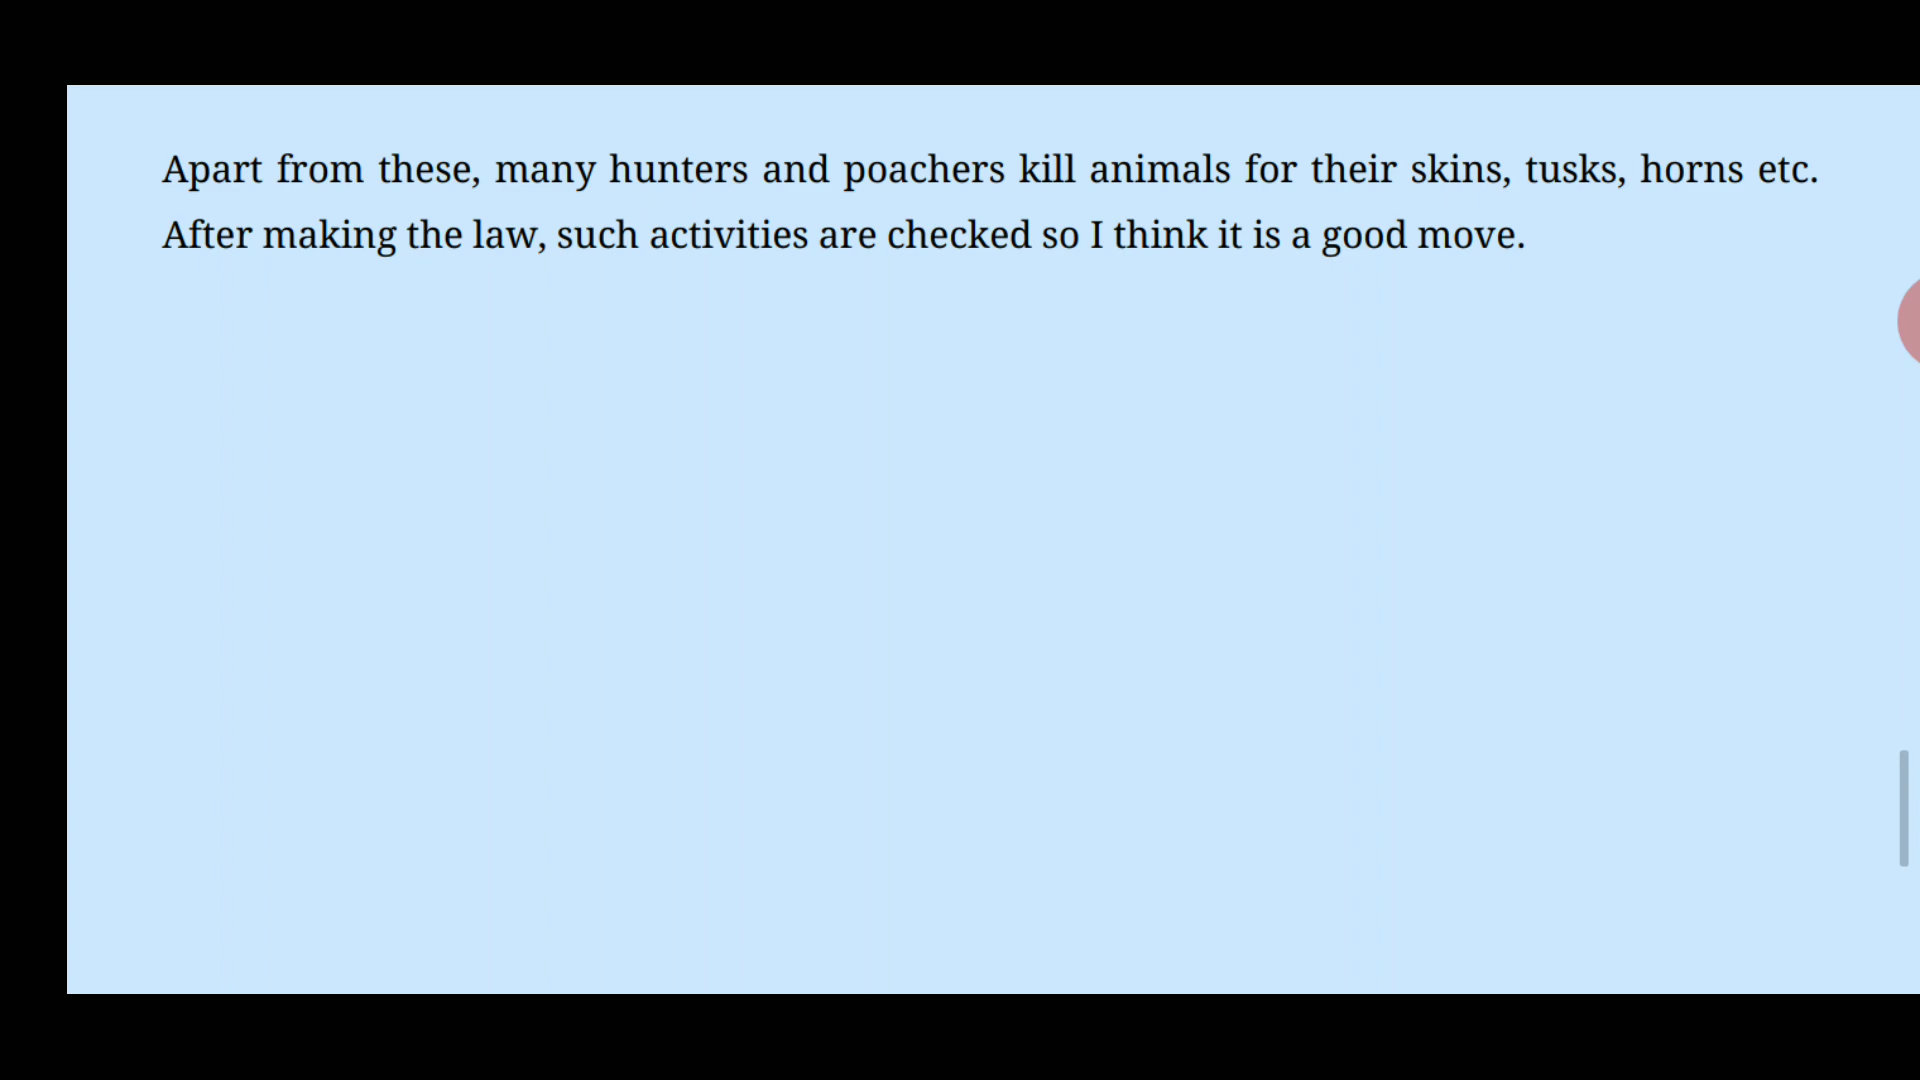 Apart from these, many hunters and poachers kill animals for their skins, tusks, horns etc.
After making the law, such activities are checked so I think it is a good move.